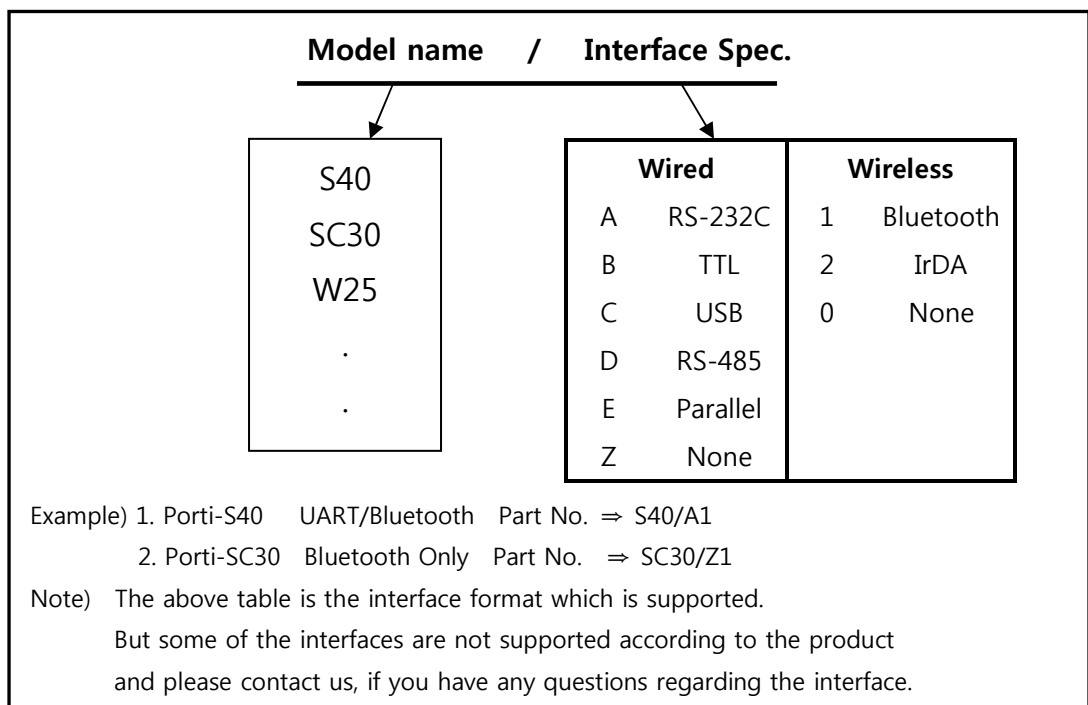 Model name / Interface Spec.
S40
SC30
W25
.
.
Wired Wireless
A RS-232C 1 Bluetooth
B TTL 2 IrDA
C USB 0 None
D RS-485
E Parallel
Z None
Example) 1. Porti-S40 UART/Bluetooth Part No. ⇒ S40/A1
2. Porti-SC30 Bluetooth Only Part No. ⇒ SC30/Z1
Note) The above table is the interface format which is supported.
But some of the interfaces are not supported according to the product
and please contact us, if you have any questions regarding the interface.